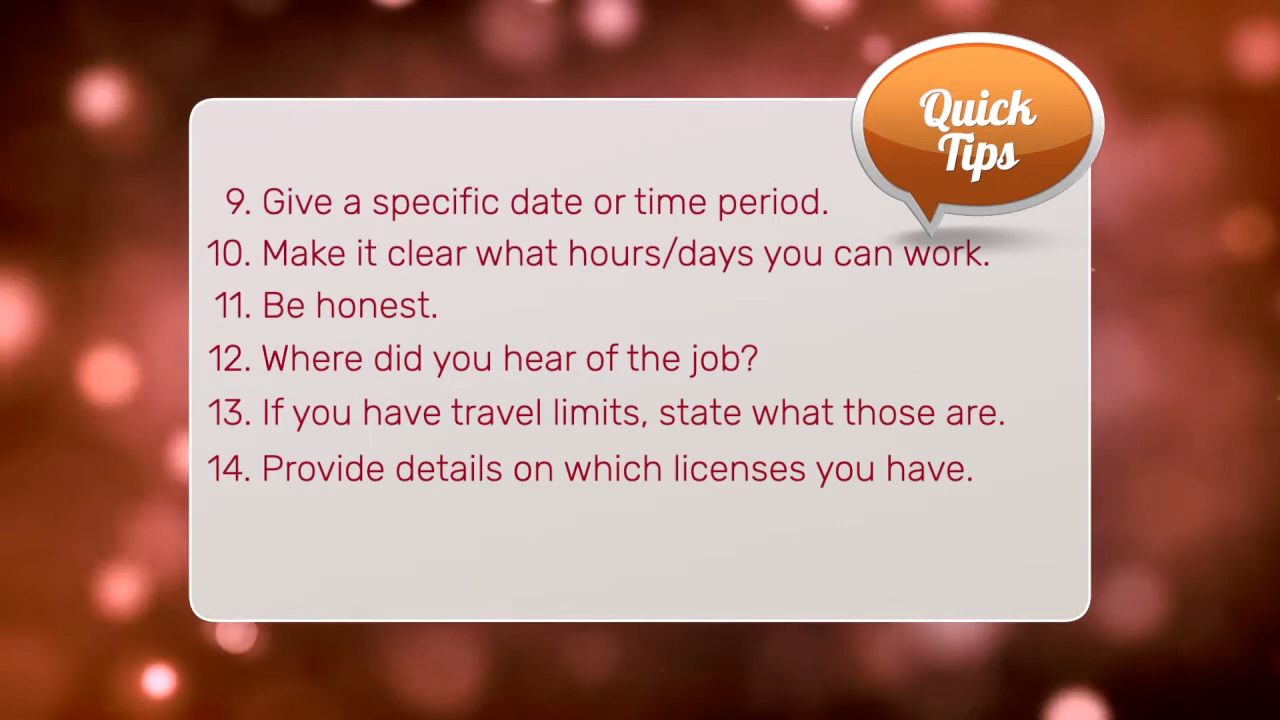 Quick
Tips
9. Give a specific date or time period.
10. Make it clear what hours/days you can work.
11. Be honest.
12. Where did you hear of the job?
13. If you have travel limits, state what those are.
14. Provide details on which licenses you have.